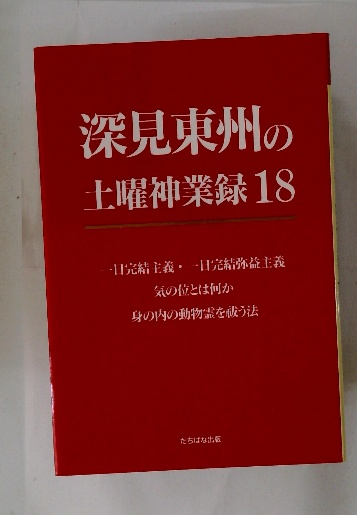 深見東州の
土曜神業録18
一日完結主義・一日完結弥益主義
気の位とは何か
身の内の動物霊を祓う法
たちばな出版